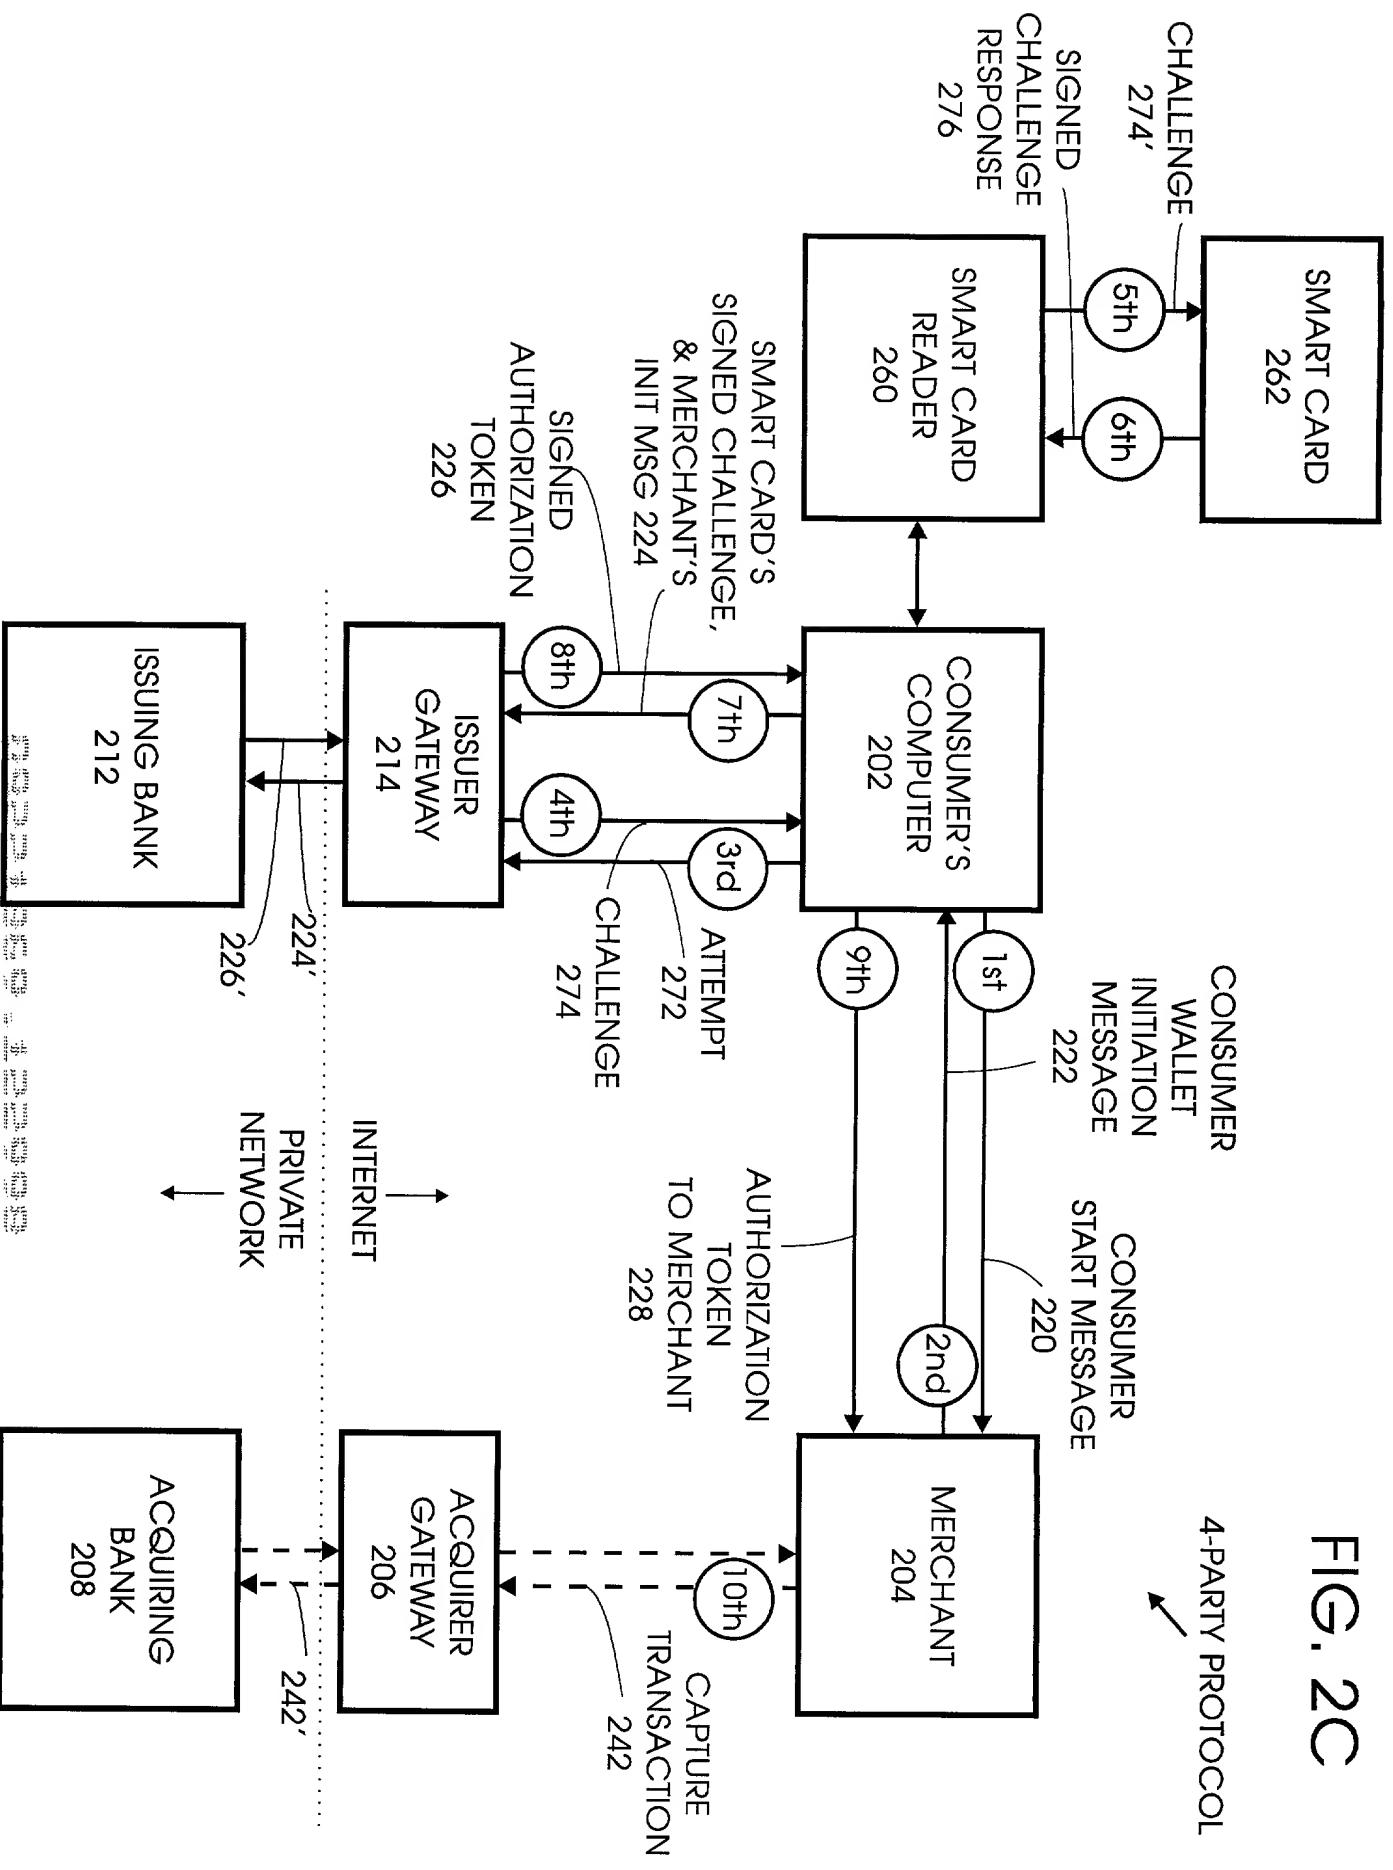 FIG. 2C
4-PARTY PROTOCOL
SMART CARD
262
CHALLENGE
274'
5th
6th
SIGNED
CHALLENGE
RESPONSE
276
SMART CARD
READER
260
CONSUMER
WALLET
INITIATION
MESSAGE
222
CONSUMER
START MESSAGE
220
1st
2nd
9th
CONSUMER'S
COMPUTER
202
MERCHANT
204
AUTHORIZATION
TOKEN
TO MERCHANT
228
SMART CARD'S
SIGNED CHALLENGE,
& MERCHANT'S
INIT MSG 224
7th
3rd
ATTEMPT
272
10th
CAPTURE
TRANSACTION
242
SIGNED
AUTHORIZATION
TOKEN
226
8th
4th
CHALLENGE
274
ISSUER
GATEWAY
214
ACQUIRER
GATEWAY
206
INTERNET
PRIVATE
NETWORK
224'
226'
242'
ISSUING BANK
212
ACQUIRING
BANK
208